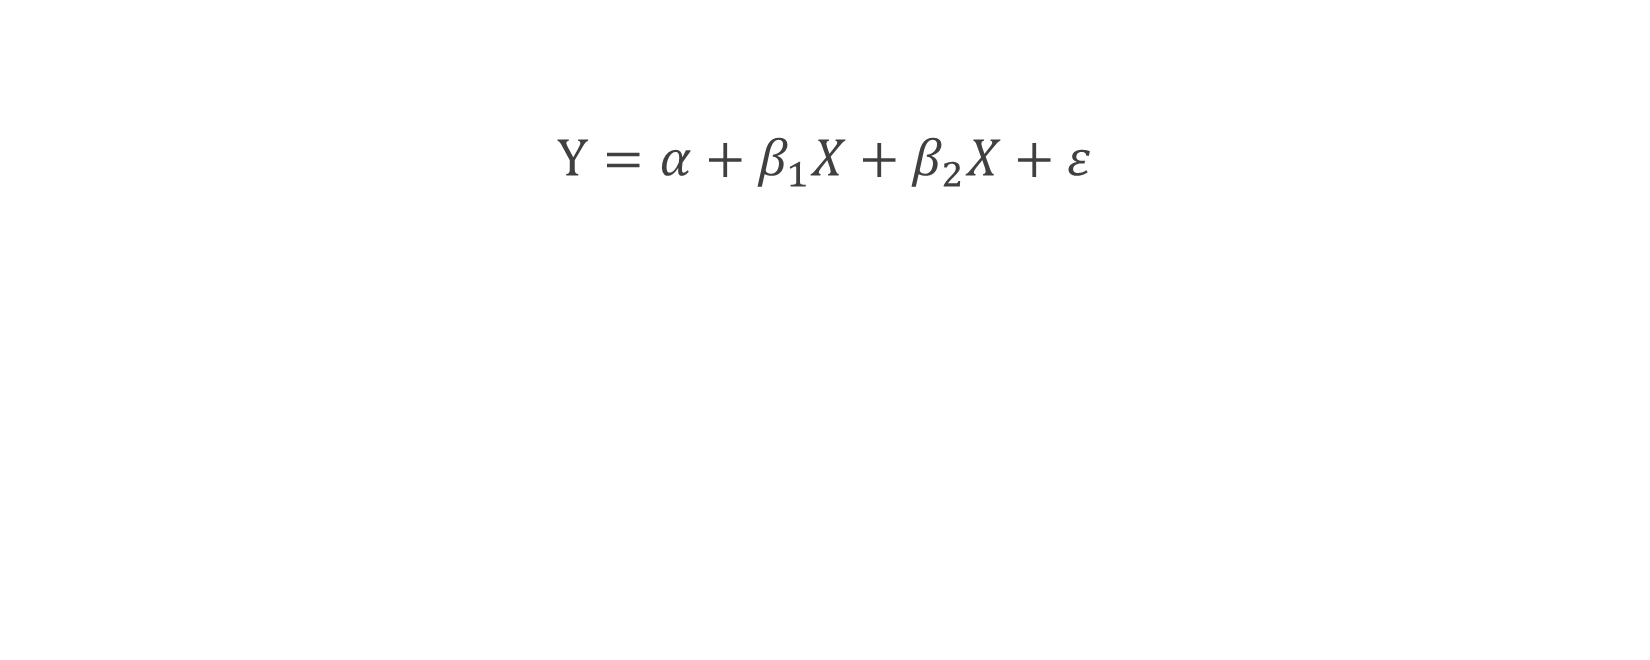 Y = α + β₁X + β₂X + ε